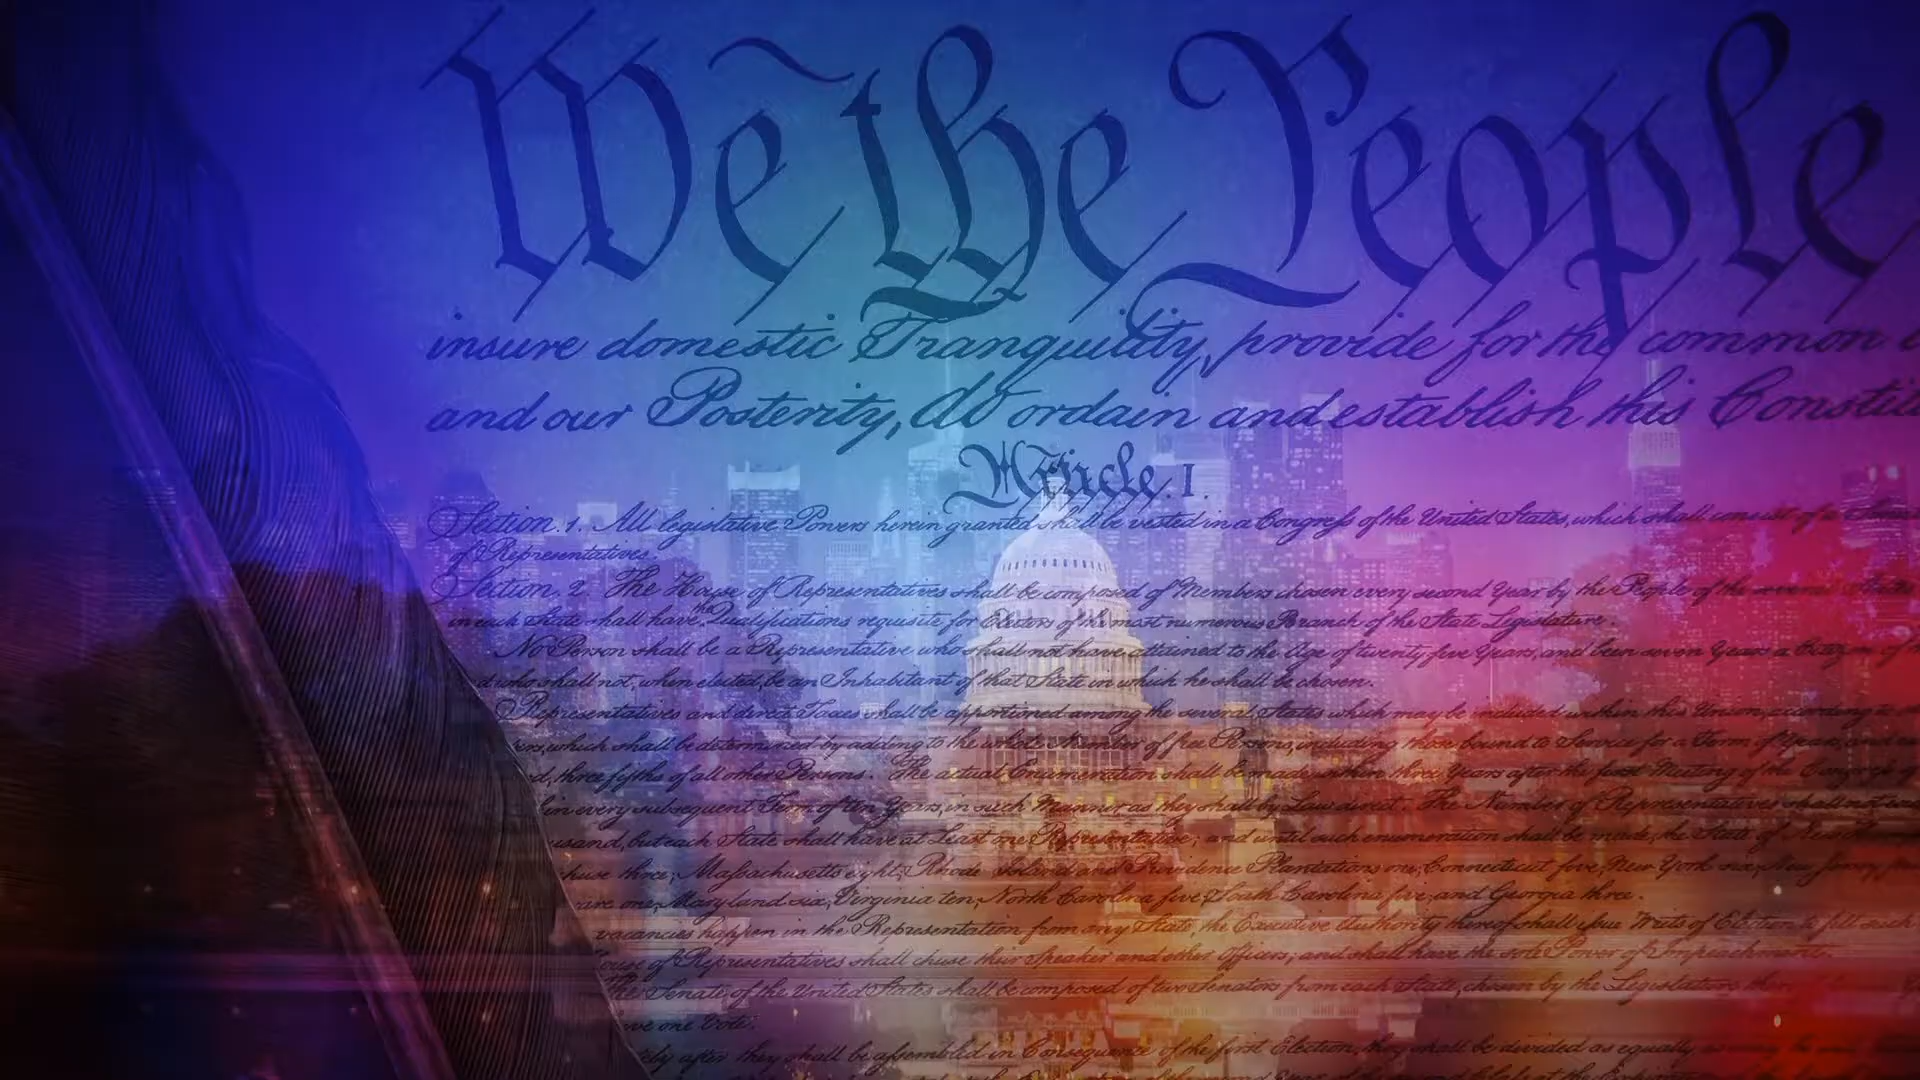 We the People
insure domestic Tranquility, provide for the common
and our Posterity, do ordain and establish this Constitu
Article. I.
Section. 1. All legislative Powers herein granted shall be vested in a Congress of the United States, which shall consist of a Senate
of Representatives.
Section. 2. The House of Representatives shall be composed of Members chosen every second Year by the People of the several States
in each State shall have the Qualifications requisite for Electors of the most numerous Branch of the State Legislature.
No Person shall be a Representative who shall not have attained to the Age of twenty five Years, and been seven Years a Citizen of
d who shall not, when elected, be an Inhabitant of that State in which he shall be chosen.
Representatives and direct Taxes shall be apportioned among the several States which may be included within this Union, according to
bers, which shall be determined by adding to the whole Number of free Persons, including those bound to Service for a Term of Years, and
d, three fifths of all other Persons. The actual Enumeration shall be made within three Years after the first Meeting of the Congress of
in every subsequent Term of ten Years, in such Manner as they shall by Law direct. The Number of Representatives shall not
ousand, but each State shall have at Least one Representative; and until such enumeration shall be made, the State of New
huse three, Massachusetts eight, Rhode Island and Providence Plantations one, Connecticut five, New York six, New Jersey four
are one, Maryland six, Virginia ten, North Carolina five, South Carolina five, and Georgia three.
vacancies happen in the Representation from any State, the Executive Authority thereof shall issue Writs of Election to fill such
ouse of Representatives shall chuse their Speaker and other Officers; and shall have the sole Power of Impeachment.
The Senate of the United States shall be composed of two Senators from each State, chosen by the Legislature
ve one Vote.
tely after they shall be assembled in Consequence of the first Election, they shall be divided as equally